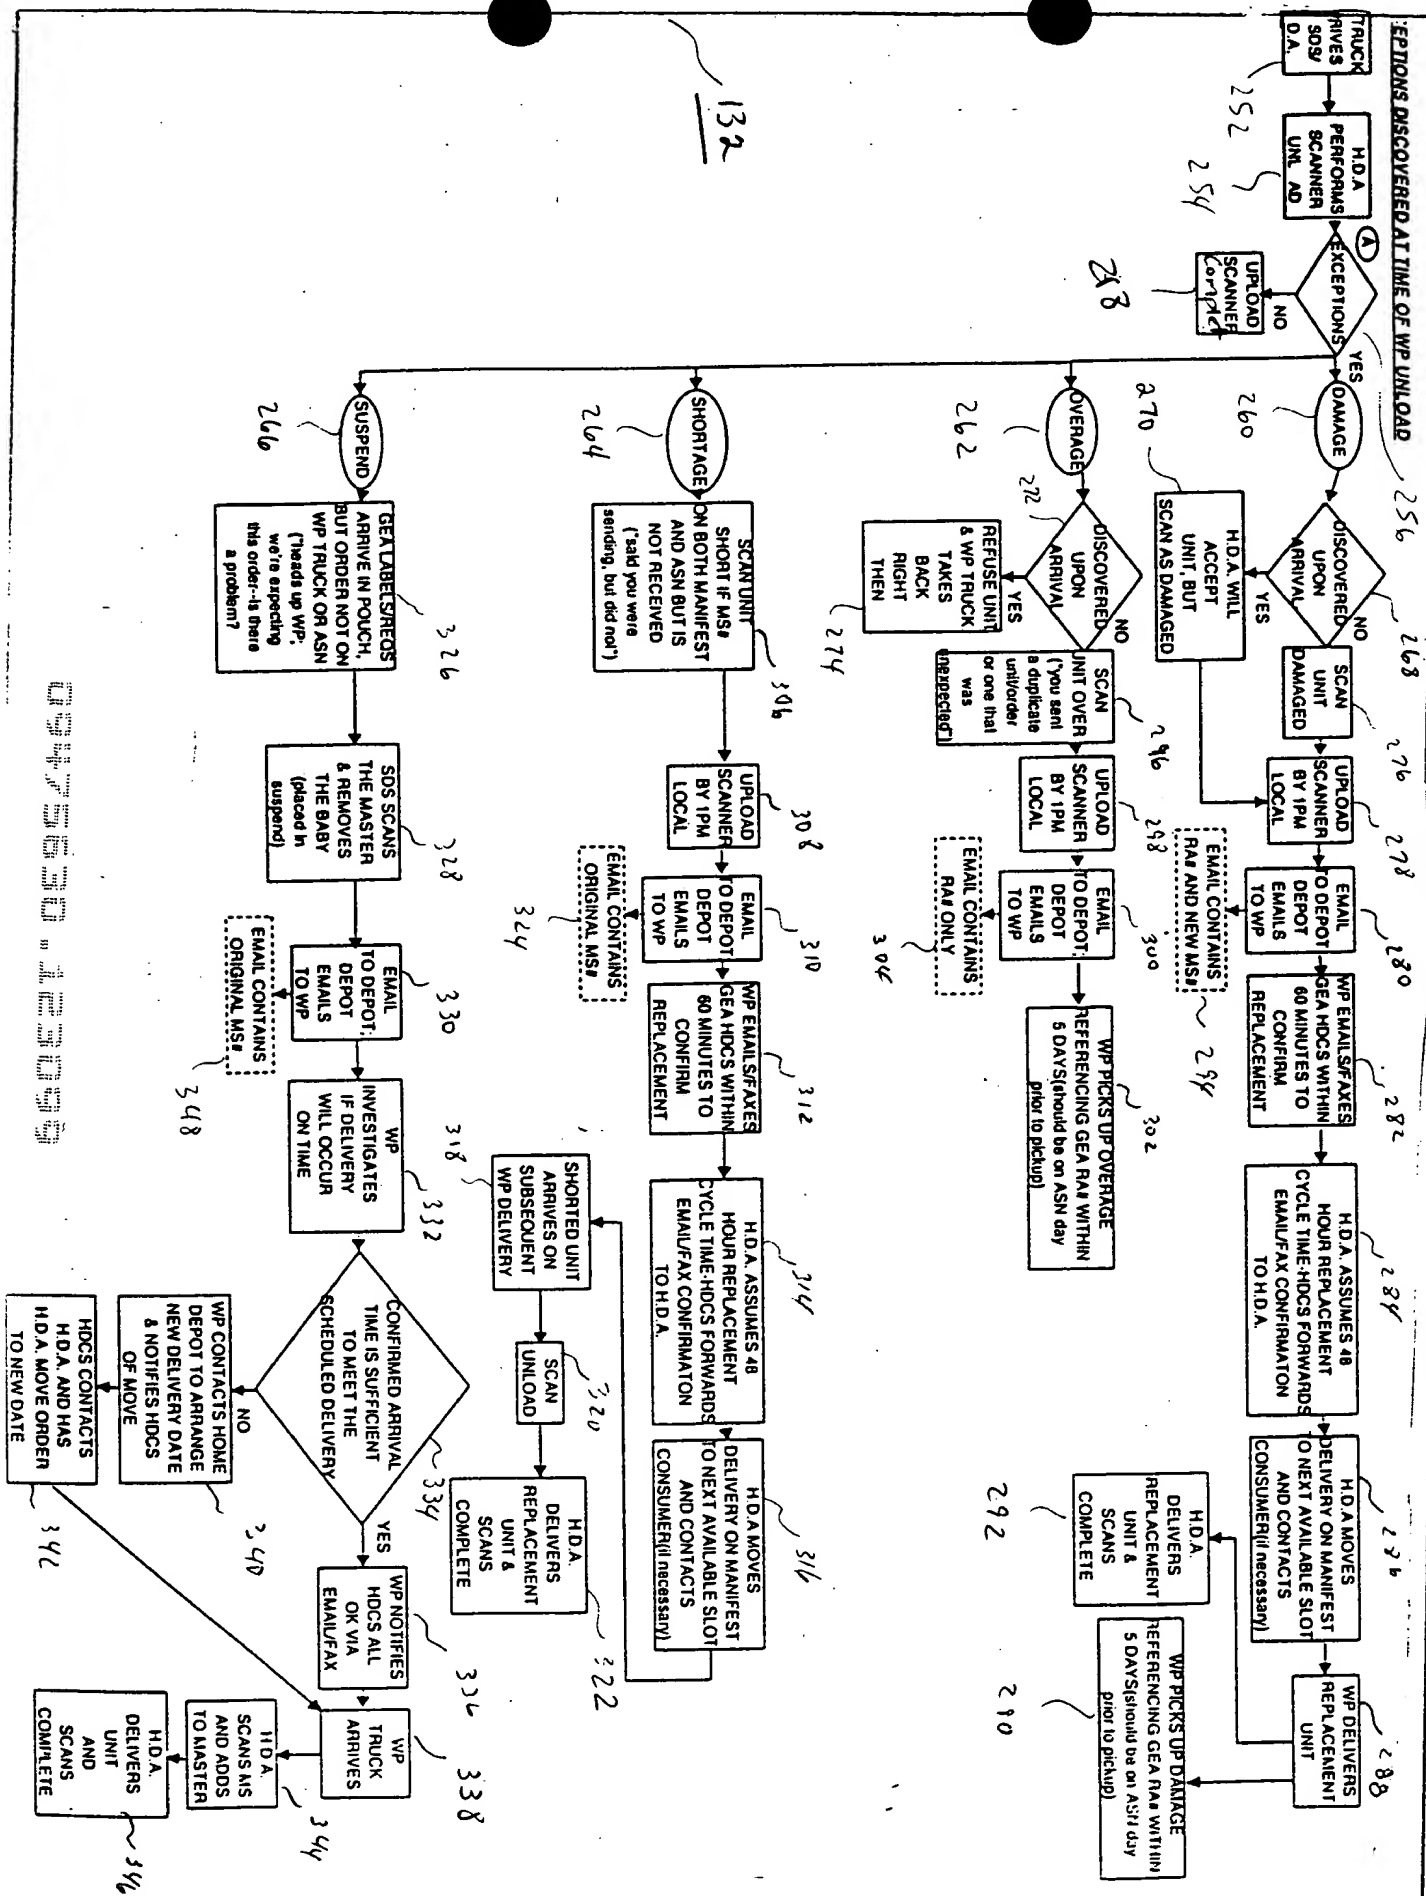 EPTIONS DISCOVERED AT TIME OF WP UNLOAD
TRUCK
RIVES
SDS/
D.A.
252
H.D.A
PERFORMS
SCANNER
UNL AD
254
A
EXCEPTIONS
256
NO
UPLOAD
SCANNER
Complet
YES
DAMAGE
260
DISCOVERED
UPON
ARRIVAL
268
YES
H.D.A. WILL
ACCEPT
UNIT, BUT
SCAN AS DAMAGED
270
NO
SCAN
UNIT
DAMAGED
276
UPLOAD
SCANNER
BY 1PM
LOCAL
278
EMAIL
TO DEPOT
DEPOT
EMAILS
TO WP
280
EMAIL CONTAINS
RA# AND NEW MS#
294
WP EMAILS/FAXES
GEA HDCS WITHIN
60 MINUTES TO
CONFIRM
REPLACEMENT
282
H.D.A. ASSUMES 48
HOUR REPLACEMENT
CYCLE TIME-HDCS FORWARDS
EMAIL/FAX CONFIRMATION
TO H.D.A.
284
H.D.A MOVES
DELIVERY ON MANIFEST
TO NEXT AVAILABLE SLOT
AND CONTACTS
CONSUMER(if necessary)
286
WP DELIVERS
REPLACEMENT
UNIT
288
H.D.A.
DELIVERS
REPLACEMENT
UNIT &
SCANS
COMPLETE
292
WP PICKS UP DAMAGE
REFERENCING GEA RA# WITHIN
5 DAYS(should be on ASN day
prior to pickup)
290
OVERAGE
262
DISCOVERED
UPON
ARRIVAL
272
YES
REFUSE UNIT
& WP TRUCK
TAKES
BACK
RIGHT
THEN
274
NO
SCAN
UNIT OVER
("you sent
a duplicate
unit/order
or one that
was
unexpected")
296
UPLOAD
SCANNER
BY 1PM
LOCAL
298
EMAIL
TO DEPOT:
DEPOT
EMAILS
TO WP
300
EMAIL CONTAINS
RA# ONLY
304
WP PICKS UP OVERAGE
REFERENCING GEA RA# WITHIN
5 DAYS(should be on ASN day
prior to pickup)
302
SHORTAGE
264
SCAN UNIT
SHORT IF MS#
ON BOTH MANIFEST
AND ASN BUT IS
NOT RECEIVED
("said you were
sending, but did not")
306
UPLOAD
SCANNER
BY 1PM
LOCAL
308
EMAIL
TO DEPOT:
DEPOT
EMAILS
TO WP
310
EMAIL CONTAINS
ORIGINAL MS#
324
WP EMAILS/FAXES
GEA HDCS WITHIN
60 MINUTES TO
CONFIRM
REPLACEMENT
312
H.D.A. ASSUMES 48
HOUR REPLACEMENT
CYCLE TIME-HDCS FORWARDS
EMAIL/FAX CONFIRMATON
TO H.D.A.
314
H.D.A MOVES
DELIVERY ON MANIFEST
TO NEXT AVAILABLE SLOT
AND CONTACTS
CONSUMER(if necessary)
316
SHORTED UNIT
ARRIVES ON
SUBSEQUENT
WP DELIVERY
318
SCAN
UNLOAD
320
H.D.A.
DELIVERS
REPLACEMENT
UNIT &
SCANS
COMPLETE
322
SUSPEND
266
GEA LABELS/REQS
ARRIVE IN POUCH,
BUT ORDER NOT ON
WP TRUCK OR ASN
("heads up WP;
we're expecting
this order--is there
a problem?
326
SDS SCANS
THE MASTER
& REMOVES
THE BABY
(placed in
suspend)
328
EMAIL
TO DEPOT:
DEPOT
EMAILS
TO WP
330
EMAIL CONTAINS
ORIGINAL MS#
348
WP
INVESTIGATES
IF DELIVERY
WILL OCCUR
ON TIME
332
CONFIRMED ARRIVAL
TIME IS SUFFICIENT
TO MEET THE
SCHEDULED DELIVERY
334
NO
WP CONTACTS HOME
DEPOT TO ARRANGE
NEW DELIVERY DATE
& NOTIFIES HDCS
OF MOVE
340
HDCS CONTACTS
H.D.A. AND HAS
H.D.A. MOVE ORDER
TO NEW DATE
342
YES
WP NOTIFIES
HDCS ALL
OK VIA
EMAIL/FAX
336
WP
TRUCK
ARRIVES
338
H D A.
SCANS MS
AND ADDS
TO MASTER
344
H.D.A.
DELIVERS
UNIT
AND
SCANS
COMPLETE
346
132
09475630.123099